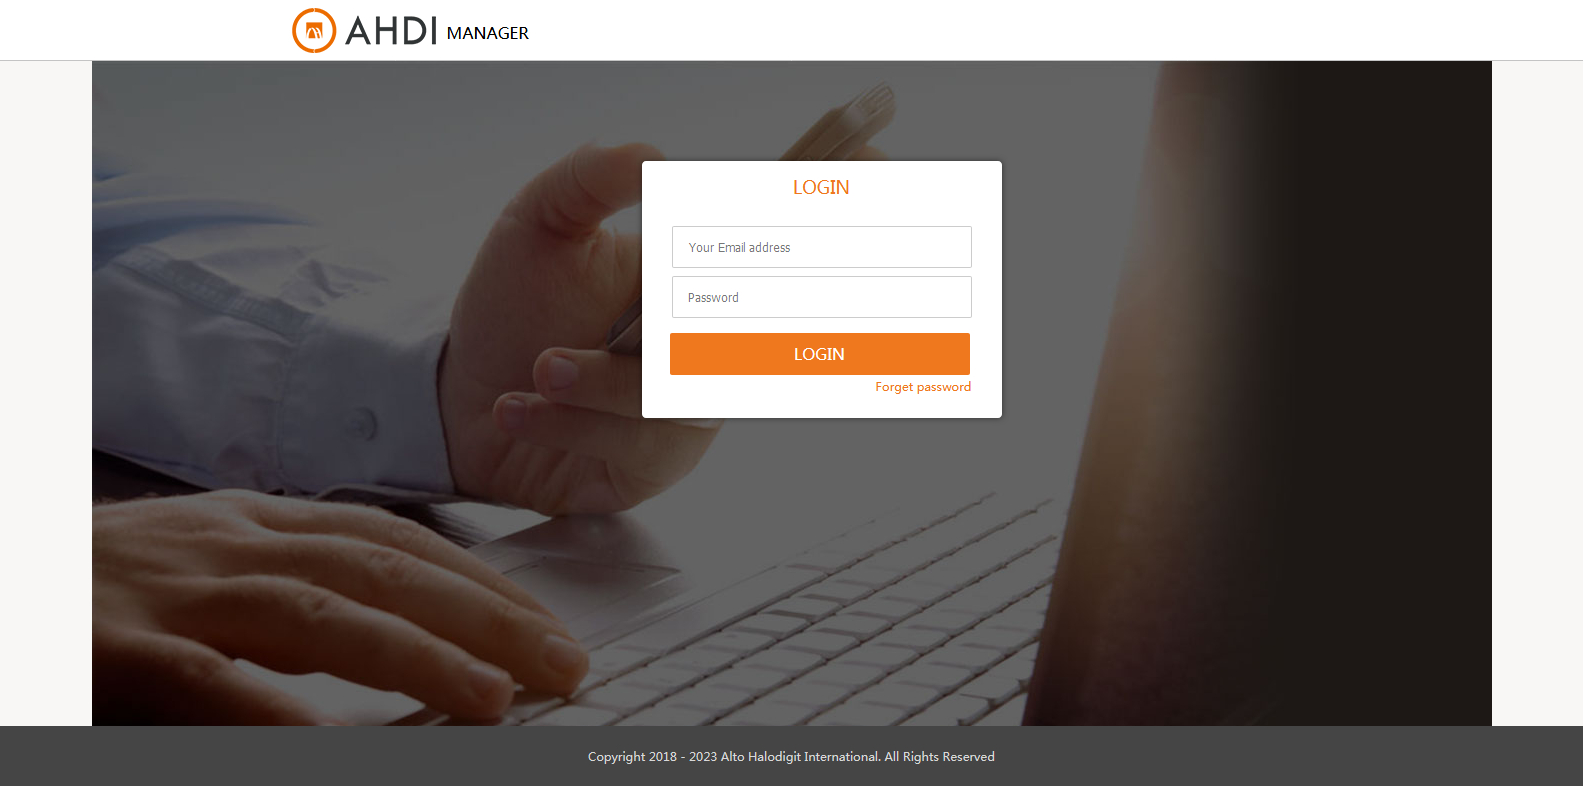 AHDI MANAGER
LOGIN
Your Email address
Password
LOGIN
Forget password
Copyright 2018 - 2023 Alto Halodigit International. All Rights Reserved